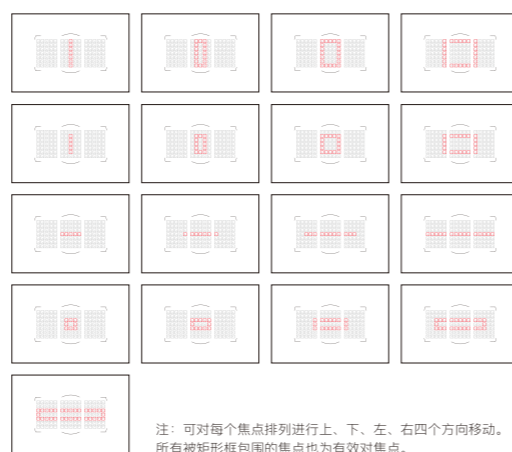 注：可对每个焦点排列进行上、下、左、右四个方向移动。
所有被矩形框包围的焦点也为有效对焦点。